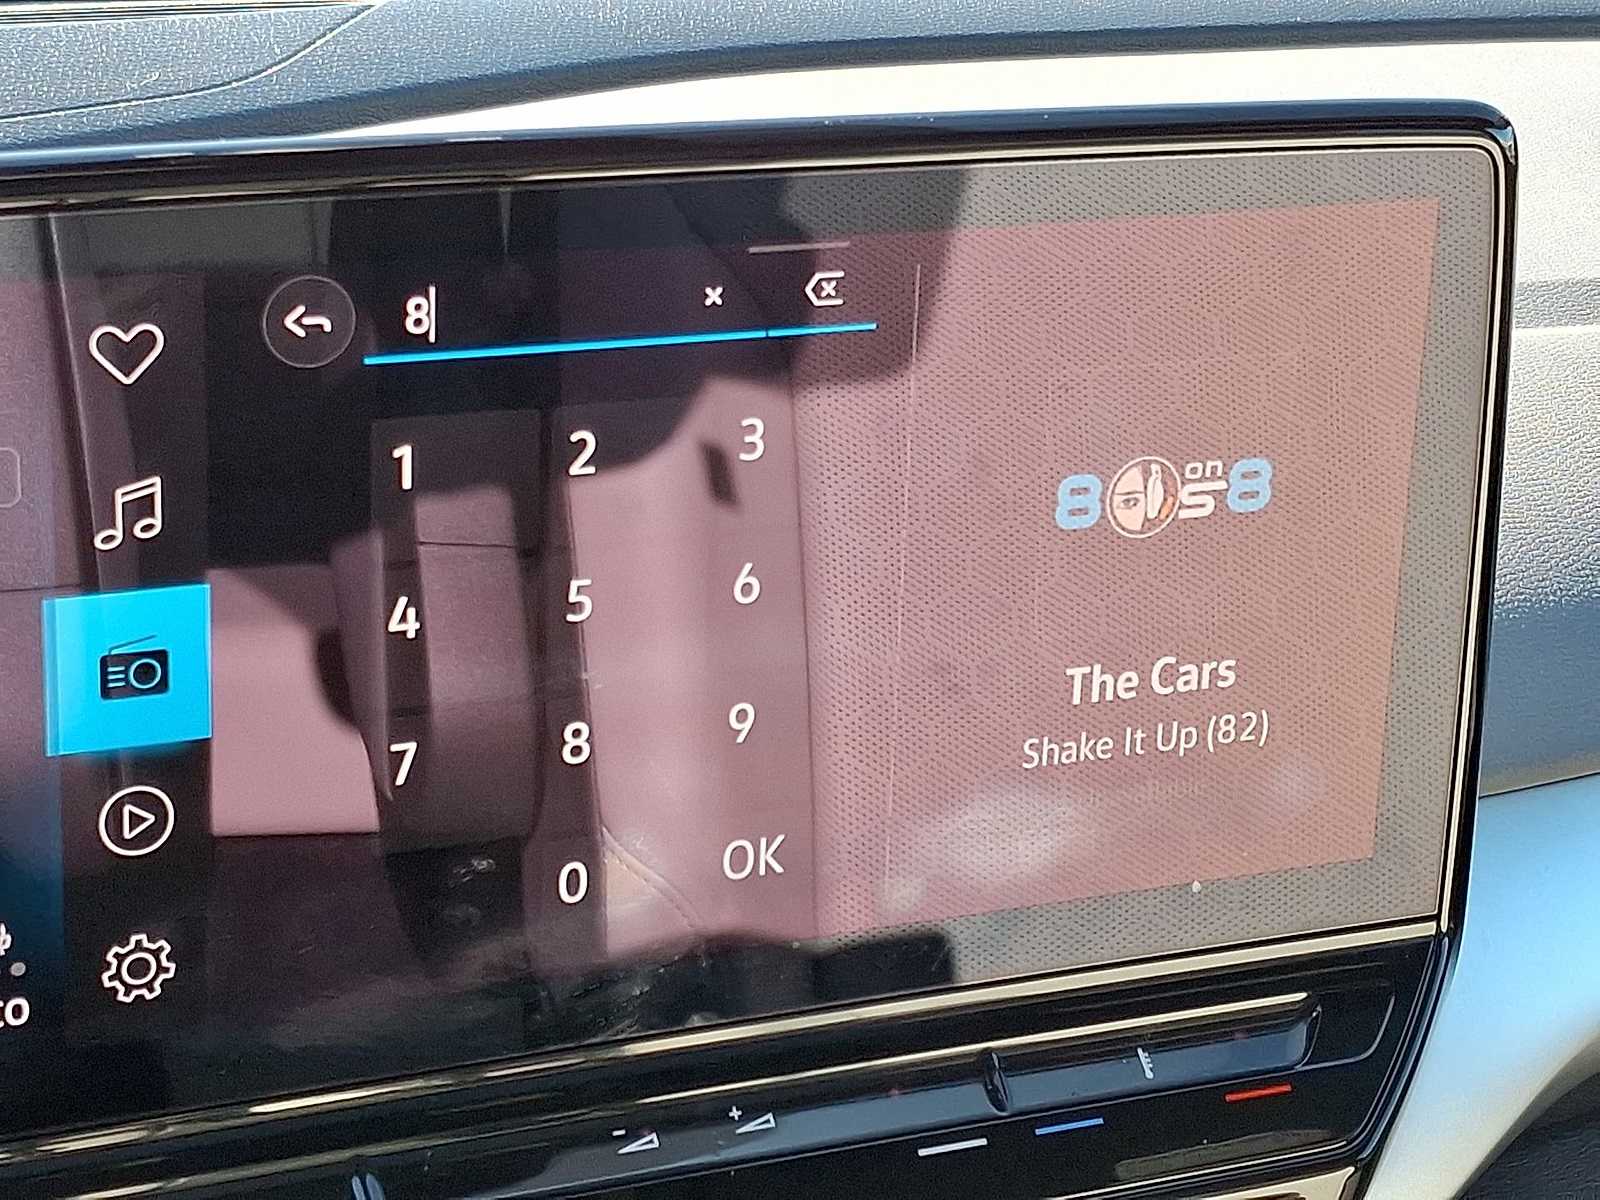 8
1 2 3
4 5 6
7 8 9
0 OK
80s on 8
The Cars
Shake It Up (82)
to